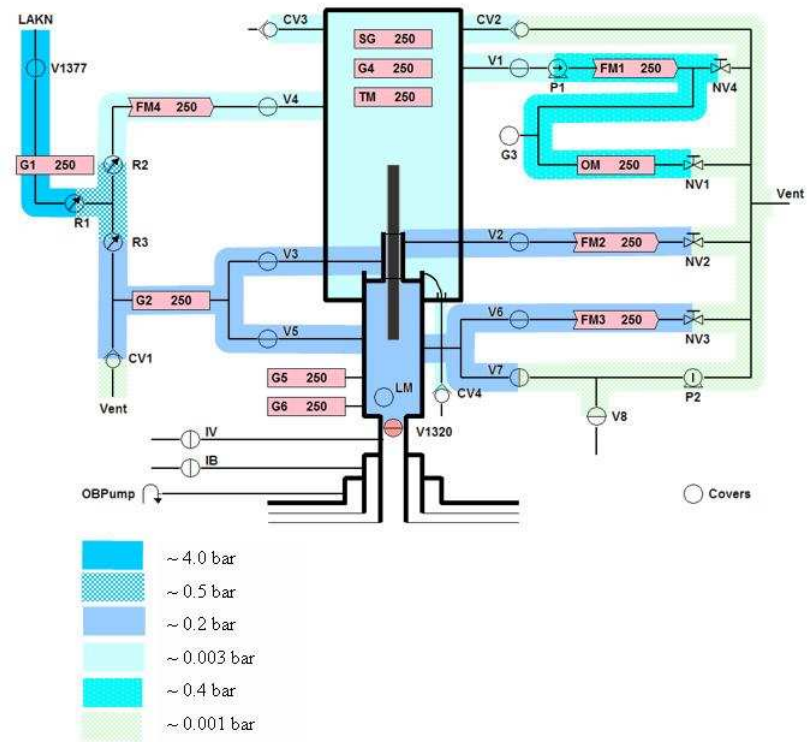 LAKN
CV3
CV2
SG 250
V1377
V1
G4 250
FM1 250
P1
NV4
TM 250
FM4 250
V4
G3
G1 250
R2
OM 250
NV1
R1
Vent
R3
V3
V2
FM2 250
NV2
G2 250
V5
V6
FM3 250
NV3
CV1
V7
G5 250
LM
CV4
P2
Vent
G6 250
V8
V1320
IV
IB
OBPump
Covers
~ 4.0 bar
~ 0.5 bar
~ 0.2 bar
~ 0.003 bar
~ 0.4 bar
~ 0.001 bar